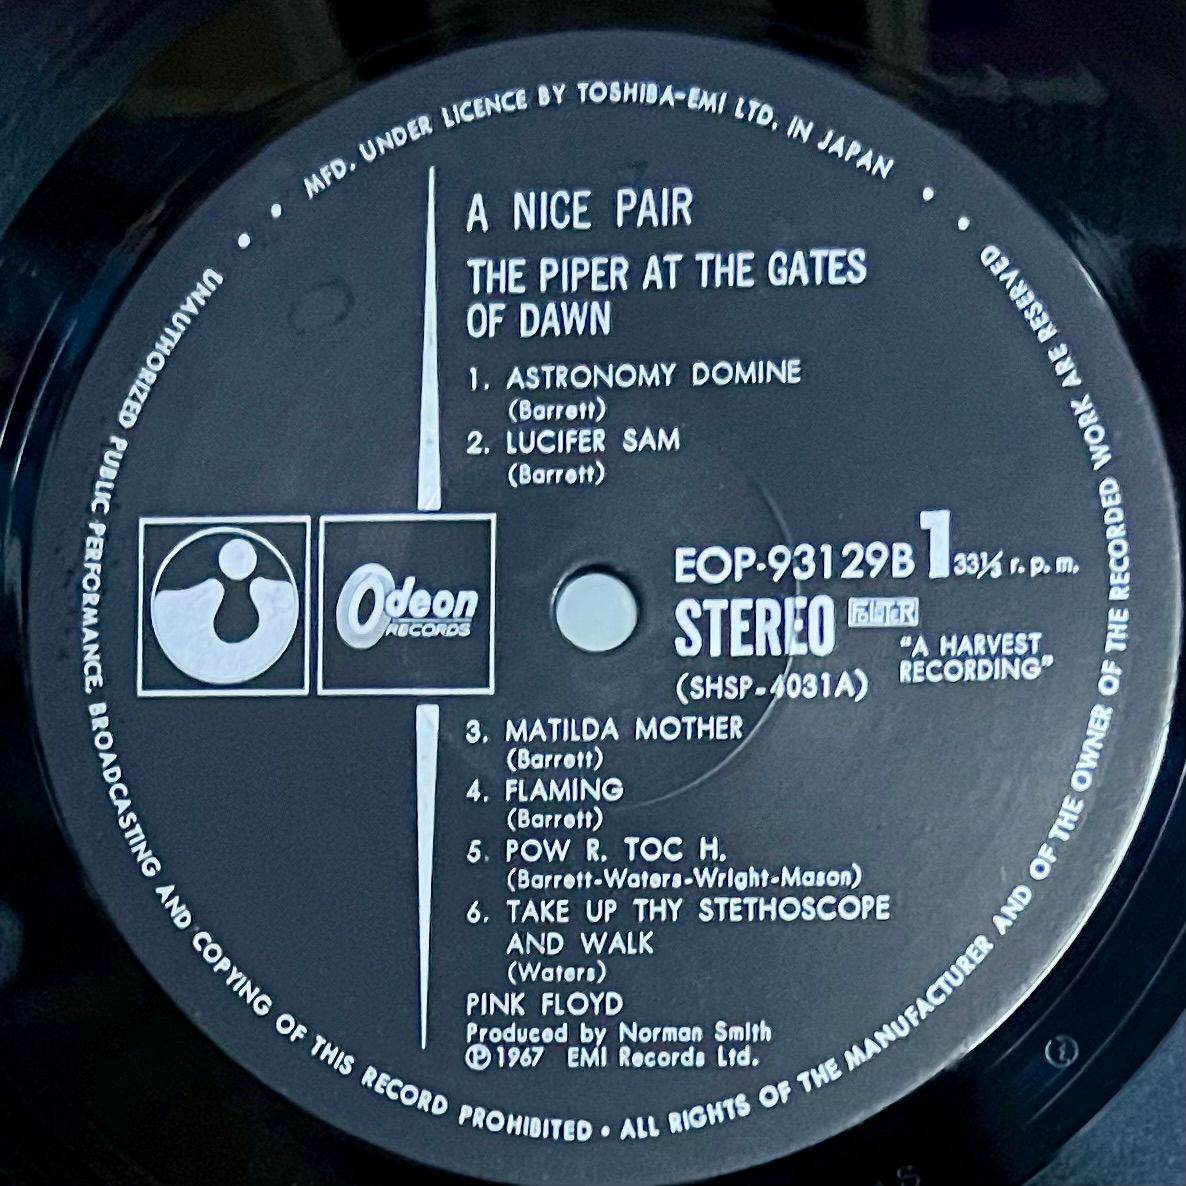 MFD. UNDER LICENCE BY TOSHIBA-EMI LTD. IN JAPAN
A NICE PAIR
THE PIPER AT THE GATES
OF DAWN
1. ASTRONOMY DOMINE
(Barrett)
2. LUCIFER SAM
(Barrett)
Odeon
RECORDS
EOP-93129B 1 33⅓ r. p. m.
STEREO
"A HARVEST
RECORDING"
(SHSP-4031A)
3. MATILDA MOTHER
(Barrett)
4. FLAMING
(Barrett)
5. POW R. TOC H.
(Barrett-Waters-Wright-Mason)
6. TAKE UP THY STETHOSCOPE
AND WALK
(Waters)
PINK FLOYD
Produced by Norman Smith
℗ 1967 EMI Records Ltd.
UNAUTHORIZED PUBLIC PERFORMANCE, BROADCASTING AND COPYING OF THIS RECORD PROHIBITED • ALL RIGHTS OF THE MANUFACTURER AND OF THE OWNER OF THE RECORDED WORK ARE RESERVED